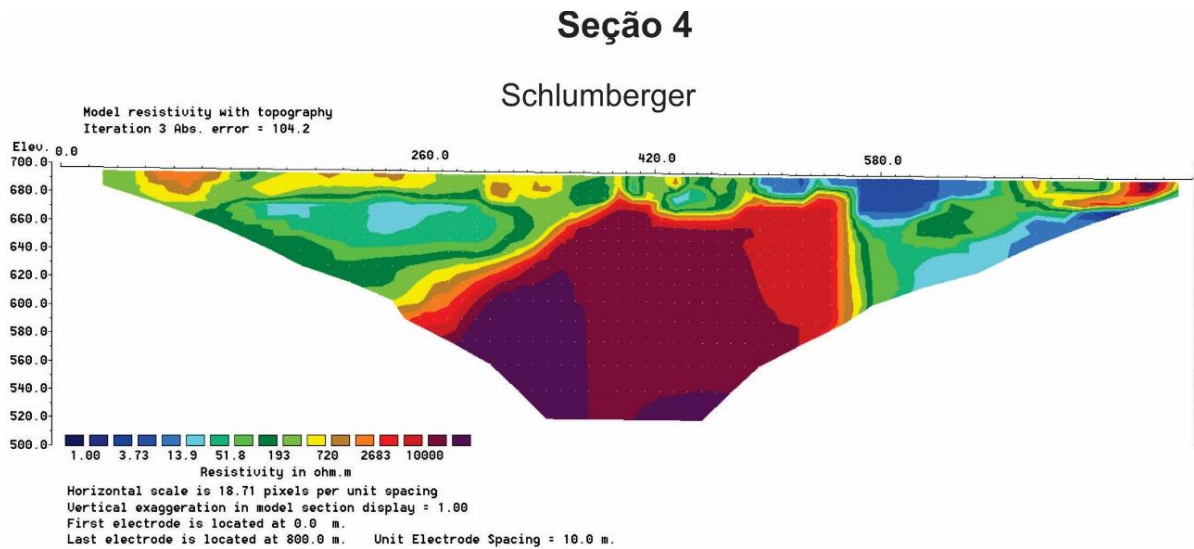 Seção 4
Schlumberger
Model resistivity with topography
Iteration 3 Abs. error = 104.2
Elev. 0.0 260.0 420.0 580.0
700.0
680.0
660.0
640.0
620.0
600.0
580.0
560.0
540.0
520.0
500.0
1.00 3.73 13.9 51.8 193 720 2683 10000
Resistivity in ohm.m
Horizontal scale is 18.71 pixels per unit spacing
Vertical exaggeration in model section display = 1.00
First electrode is located at 0.0 m.
Last electrode is located at 800.0 m. Unit Electrode Spacing = 10.0 m.